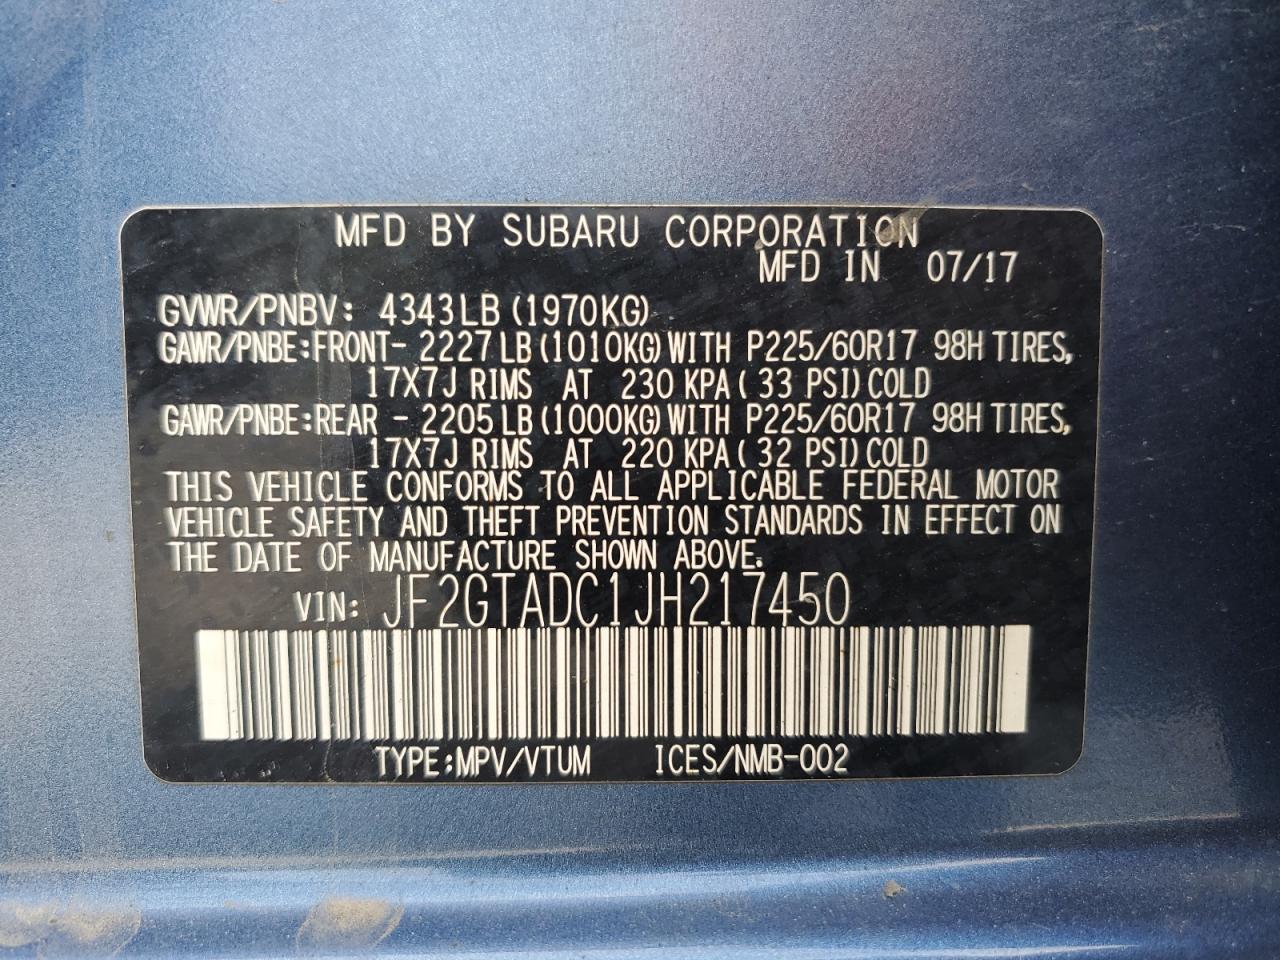 MFD BY SUBARU CORPORATION
MFD IN 07/17
GVWR/PNBV: 4343LB (1970KG)
GAWR/PNBE:FRONT- 2227LB(1010KG)WITH P225/60R17 98H TIRES,
17X7J RIMS AT 230 KPA( 33 PSI)COLD
GAWR/PNBE:REAR - 2205LB(1000KG)WITH P225/60R17 98H TIRES,
17X7J RIMS AT 220 KPA( 32 PSI)COLD
THIS VEHICLE CONFORMS TO ALL APPLICABLE FEDERAL MOTOR
VEHICLE SAFETY AND THEFT PREVENTION STANDARDS IN EFFECT ON
THE DATE OF MANUFACTURE SHOWN ABOVE.
VIN: JF2GTADC1JH217450
TYPE:MPV/VTUM ICES/NMB-002